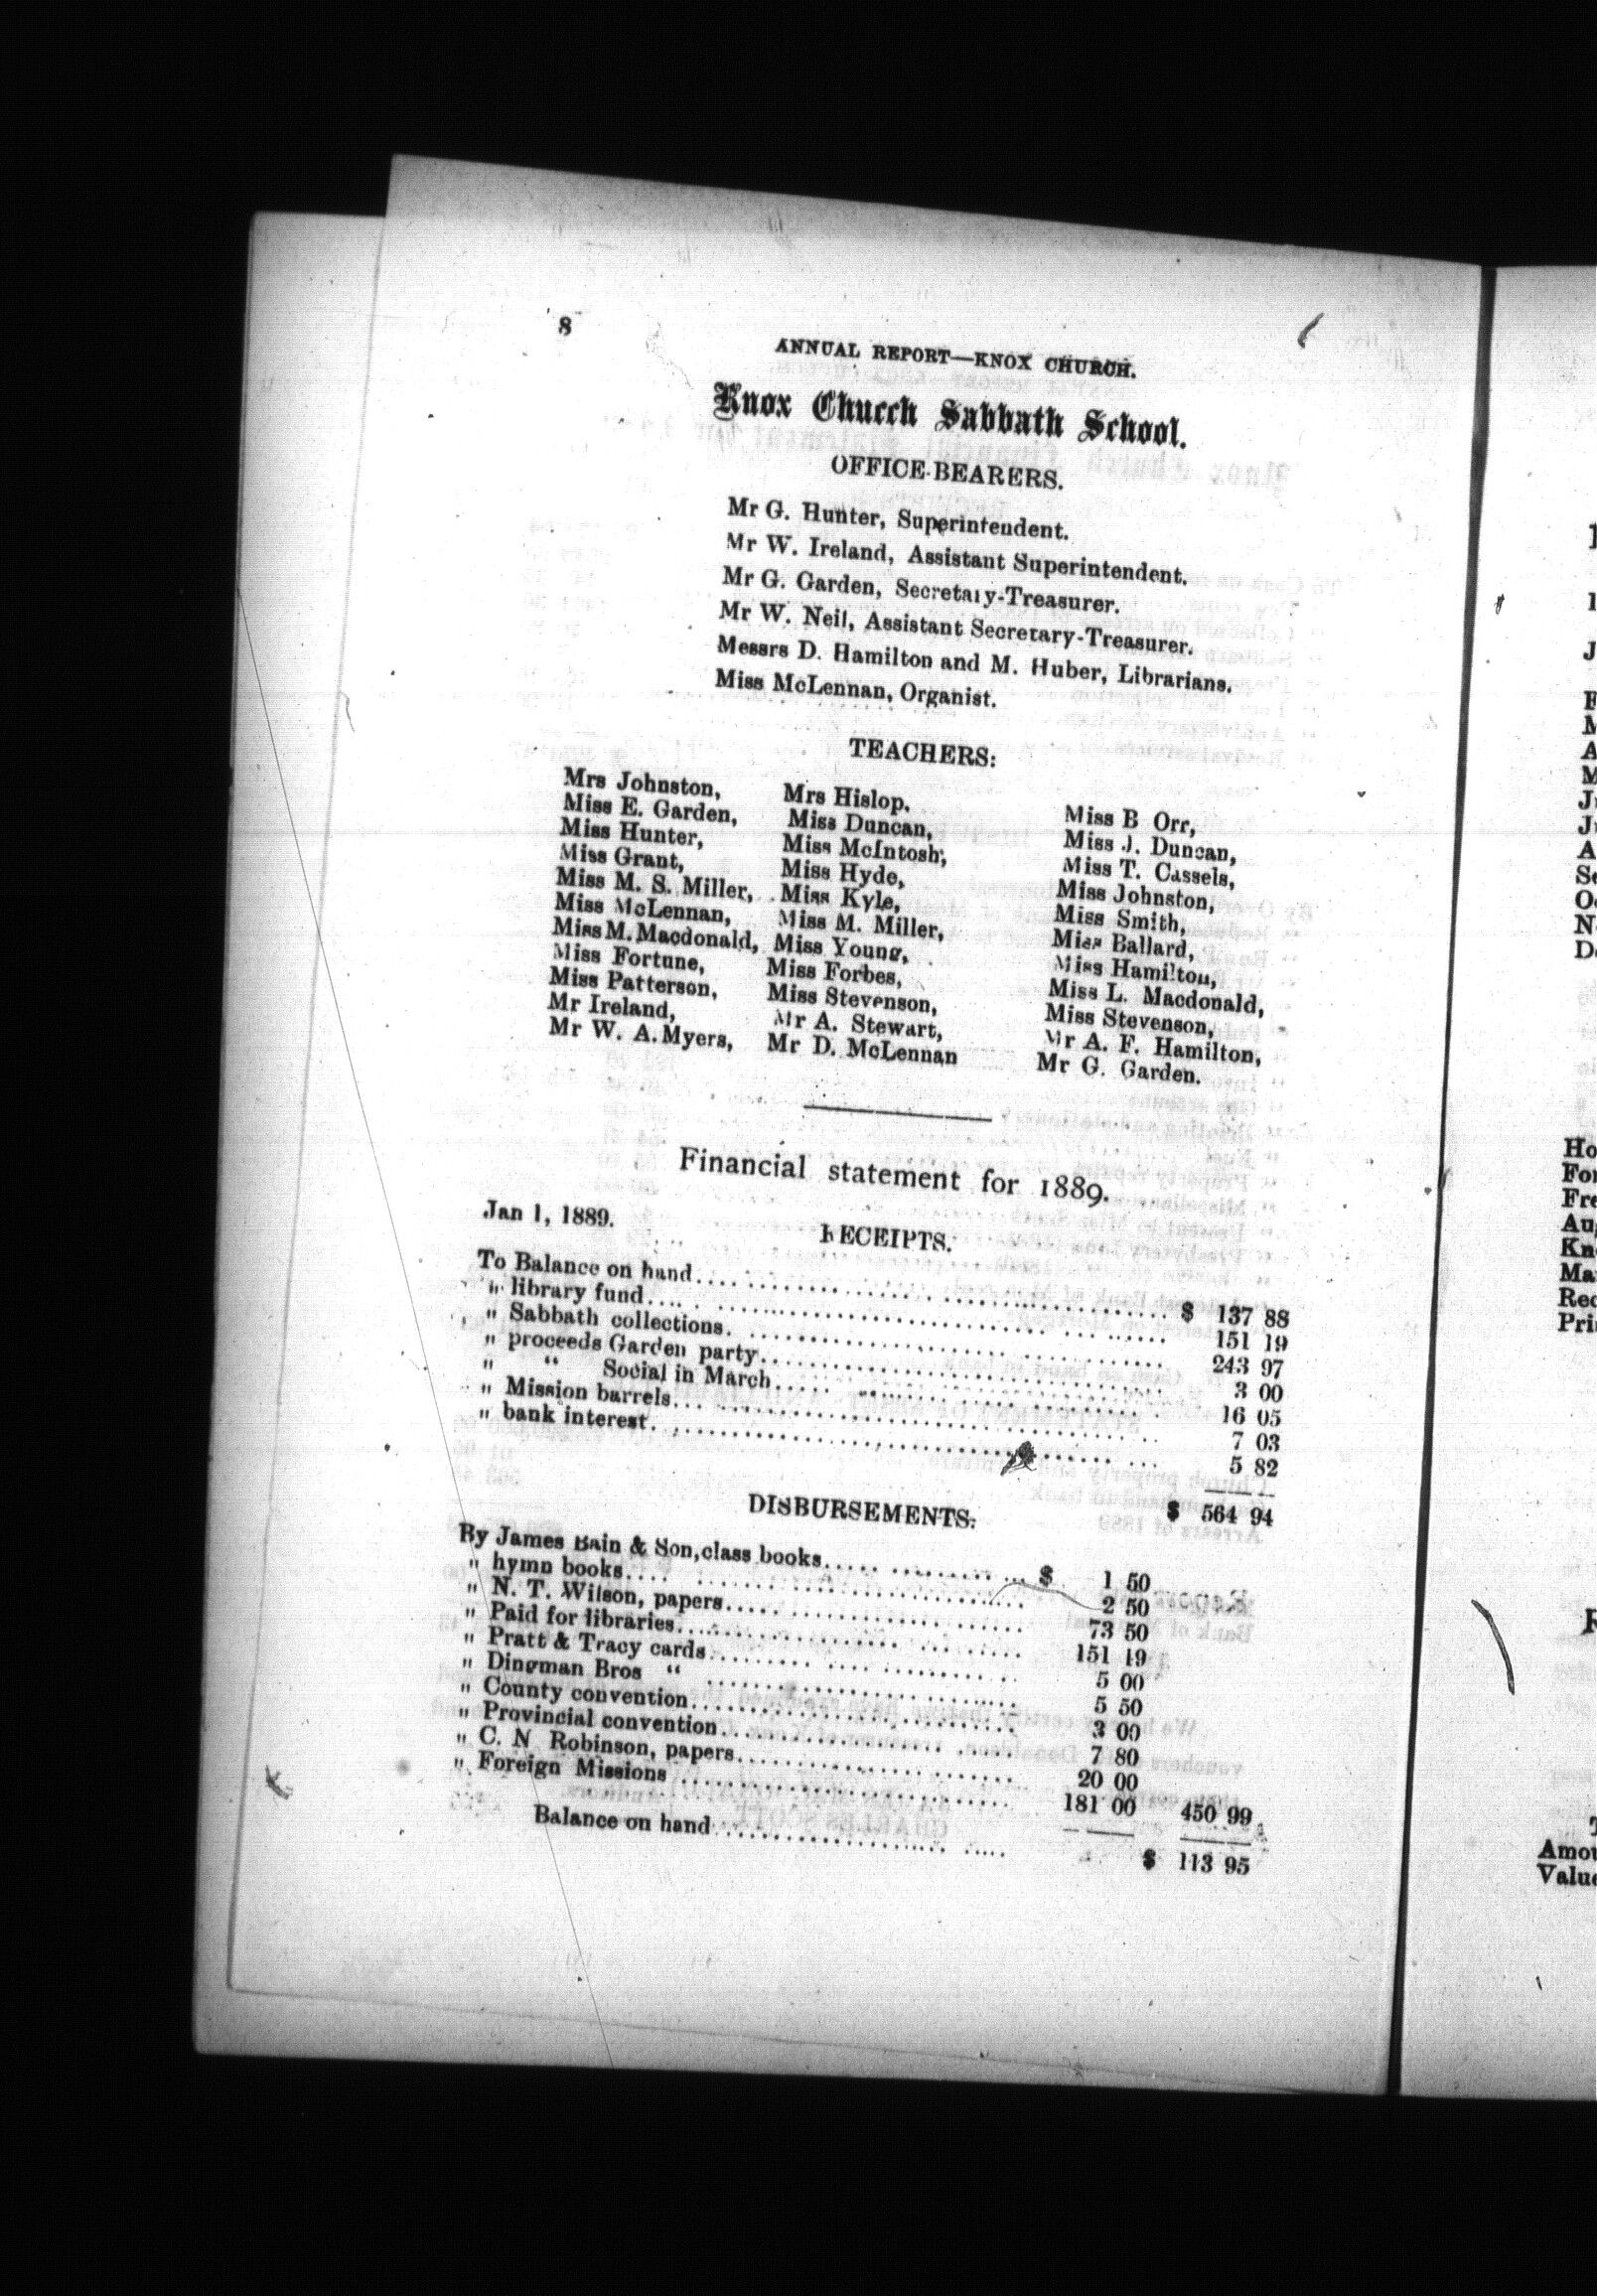 8
ANNUAL REPORT—KNOX CHURCH.
Knox Chucch Sabbath School.
OFFICE-BEARERS.
Mr G. Hunter, Superintendent.
Mr W. Ireland, Assistant Superintendent.
Mr G. Garden, Secretary-Treasurer.
Mr W. Neil, Assistant Secretary-Treasurer.
Messrs D. Hamilton and M. Huber, Librarians.
Miss McLennan, Organist.
TEACHERS:
Mrs Johnston, Mrs Hislop, Miss B Orr,
Miss E. Garden, Miss Duncan, Miss J. Duncan,
Miss Hunter, Miss McIntosh, Miss T. Cassels,
Miss Grant, Miss Hyde, Miss Johnston,
Miss M. S. Miller, Miss Kyle, Miss Smith,
Miss McLennan, Miss M. Miller, Miss Ballard,
Miss M. Macdonald, Miss Young, Miss Hamilton,
Miss Fortune, Miss Forbes, Miss L. Macdonald,
Miss Patterson, Miss Stevenson, Miss Stevenson,
Mr Ireland, Mr A. Stewart, Mr A. F. Hamilton,
Mr W. A. Myers, Mr D. McLennan Mr G. Garden.
Financial statement for 1889.
Jan 1, 1889.
RECEIPTS.
To Balance on hand.... $ 137 88
" library fund.... 151 19
" Sabbath collections.... 243 97
" proceeds Garden party.... 3 00
" " Social in March.... 16 05
" Mission barrels.... 7 03
" bank interest.... 5 82
$ 564 94
DISBURSEMENTS.
By James Bain & Son, class books.... $ 1 50
" hymn books.... 2 50
" N. T. Wilson, papers.... 73 50
" Paid for libraries.... 151 19
" Pratt & Tracy cards.... 5 00
" Dingman Bros ".... 5 50
" County convention.... 3 00
" Provincial convention.... 7 80
" C. N Robinson, papers.... 20 00
" Foreign Missions.... 181 00 450 99
Balance on hand.... $ 113 95